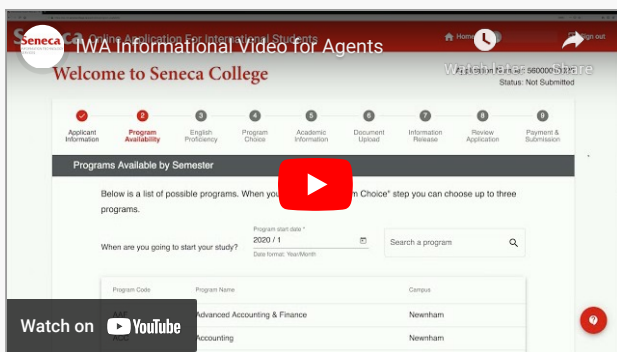 Seneca Online Application For International Students
Home
Sign out
IWA Informational Video for Agents
Welcome to Seneca College
Watch later
Share
Status: Not Submitted
1 2 3 4 5 6 7 8 9
Applicant Information
Program Availability
English Proficiency
Program Choice
Academic Information
Document Upload
Information Release
Review Application
Payment & Submission
Programs Available by Semester
Below is a list of possible programs. When you Choice" step you can choose up to three
programs.
When are you going to start your study?
Program start date *
2020 / 1
Date format: Year/Month
Search a program
Program Code Program Name Campus
Advanced Accounting & Finance Newnham
Accounting Newnham
Watch on YouTube